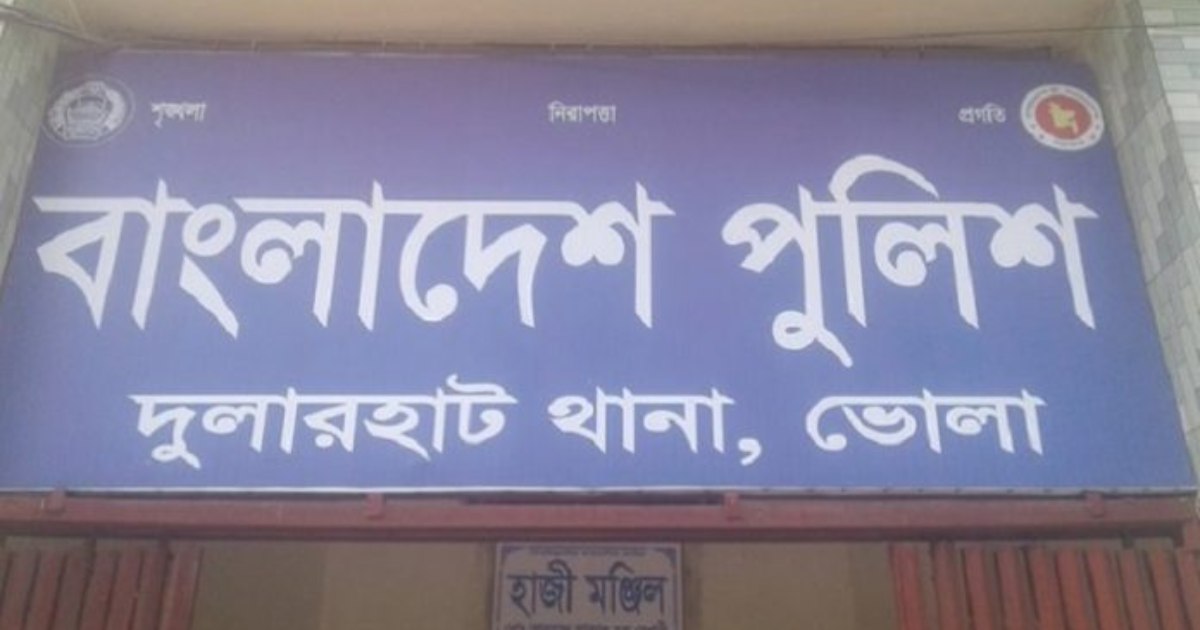 শৃঙ্খলা নিরাপত্তা প্রগতি
বাংলাদেশ পুলিশ
দুলারহাট থানা, ভোলা
হাজী মঞ্জিল